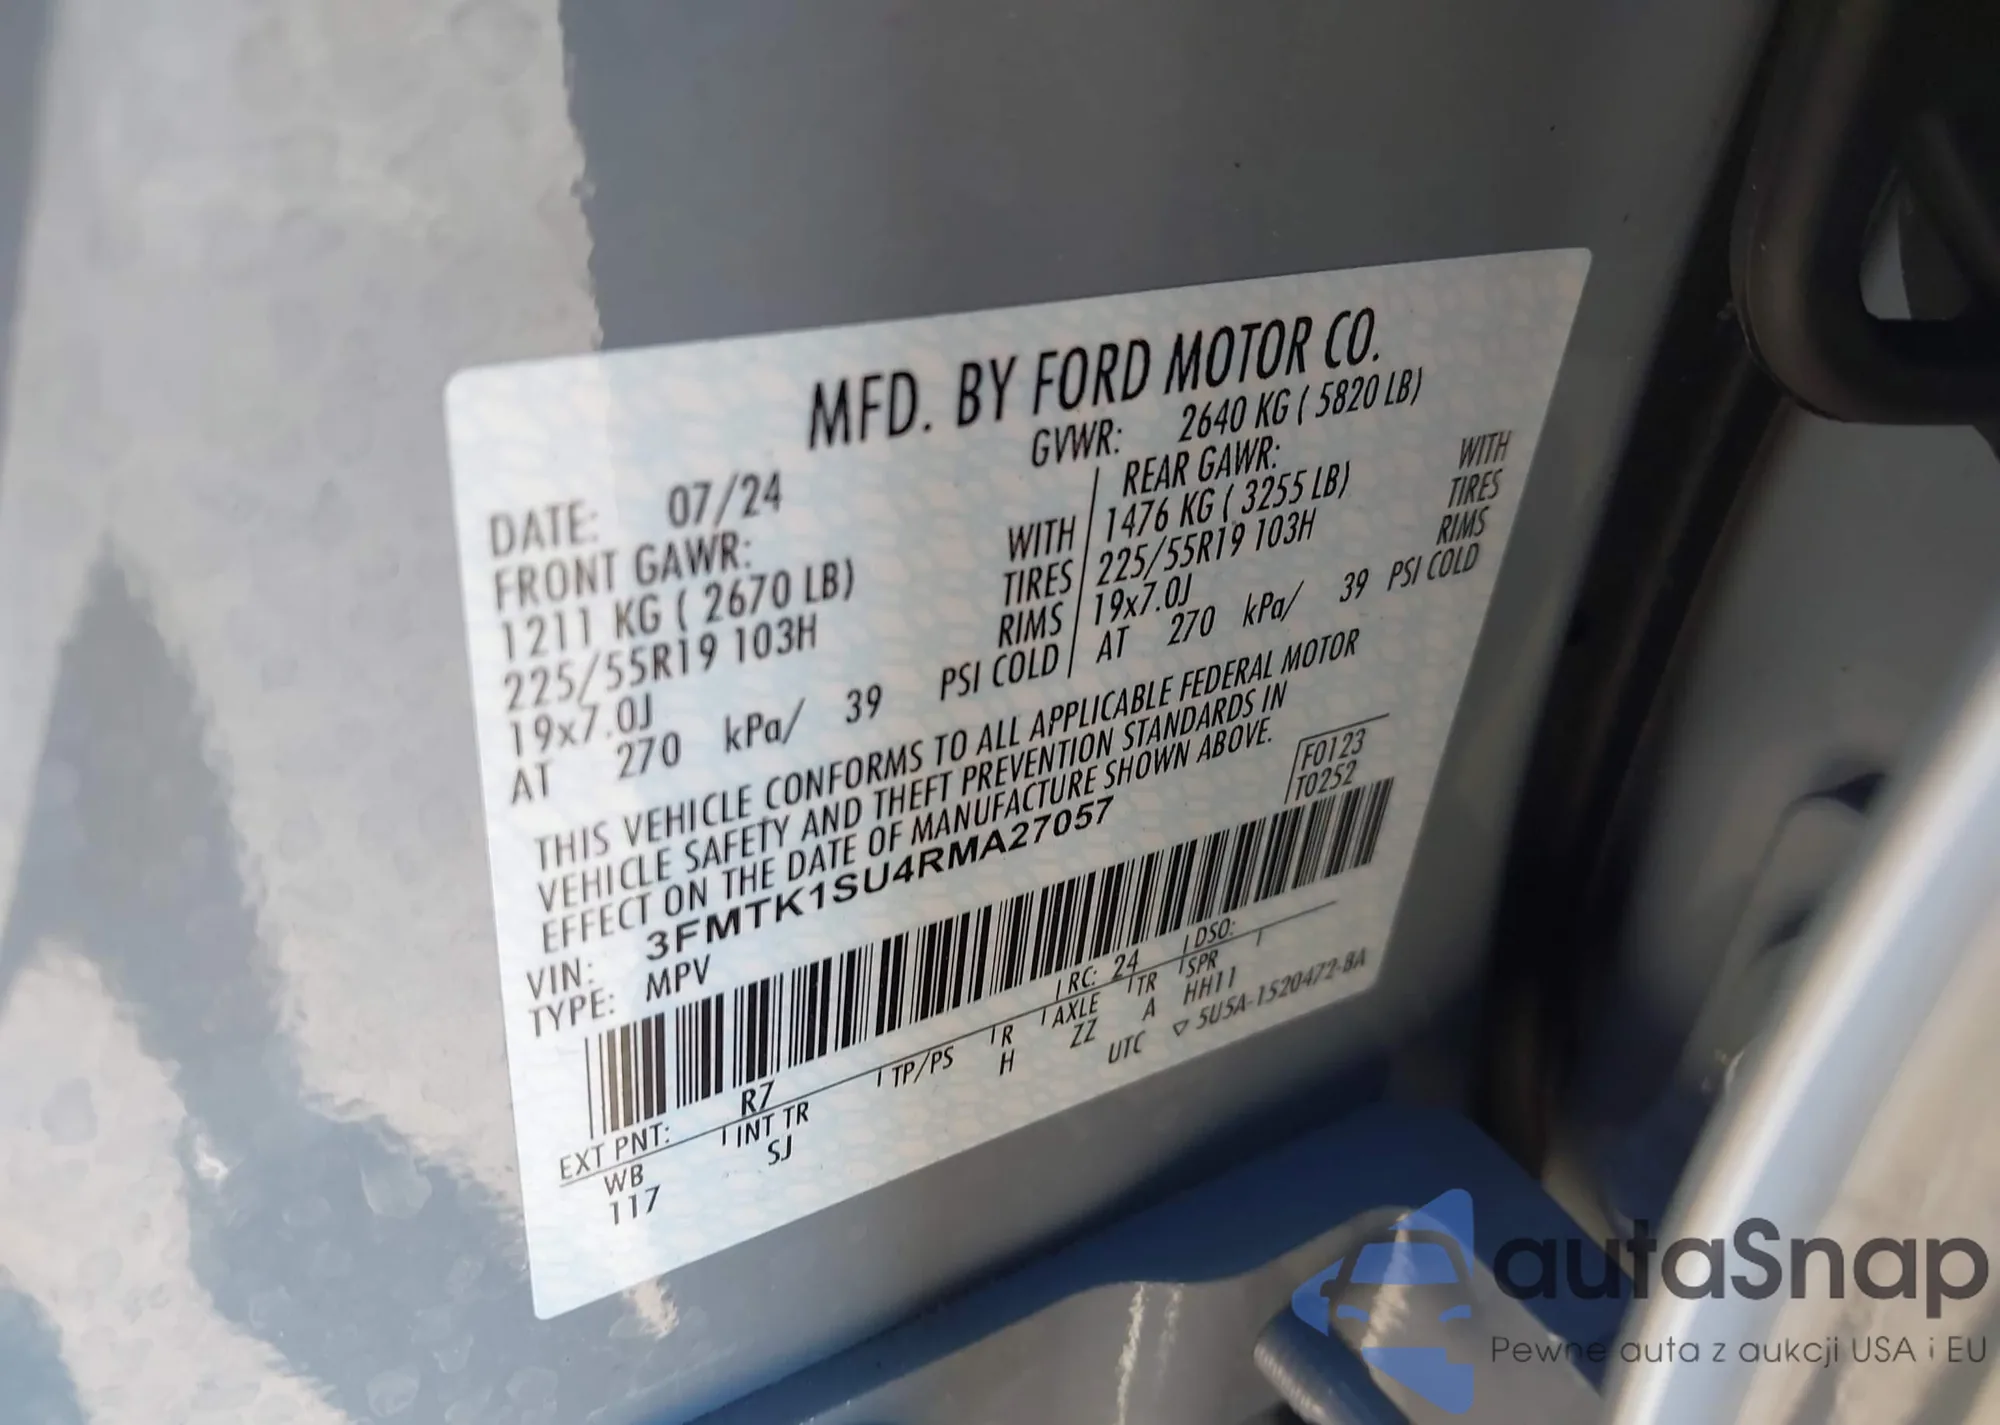 MFD. BY FORD MOTOR CO.
DATE: 07/24 GVWR: 2640 KG ( 5820 LB)
FRONT GAWR: REAR GAWR:
1211 KG ( 2670 LB) WITH 1476 KG ( 3255 LB) WITH
225/55R19 103H TIRES 225/55R19 103H TIRES
19x7.0J RIMS 19x7.0J RIMS
AT 270 kPa/ 39 PSI COLD AT 270 kPa/ 39 PSI COLD
THIS VEHICLE CONFORMS TO ALL APPLICABLE FEDERAL MOTOR
VEHICLE SAFETY AND THEFT PREVENTION STANDARDS IN
EFFECT ON THE DATE OF MANUFACTURE SHOWN ABOVE.
VIN: 3FMTK1SU4RMA27057 F0123
TYPE: MPV T0252
EXT PNT: R7 RC: 24 DSO:
WB INT TR TP/PS R AXLE TR SPR
117 SJ H ZZ A HH11
UTC ▽ 5U5A-1520472-BA
autaSnap
Pewne auta z aukcji USA i EU